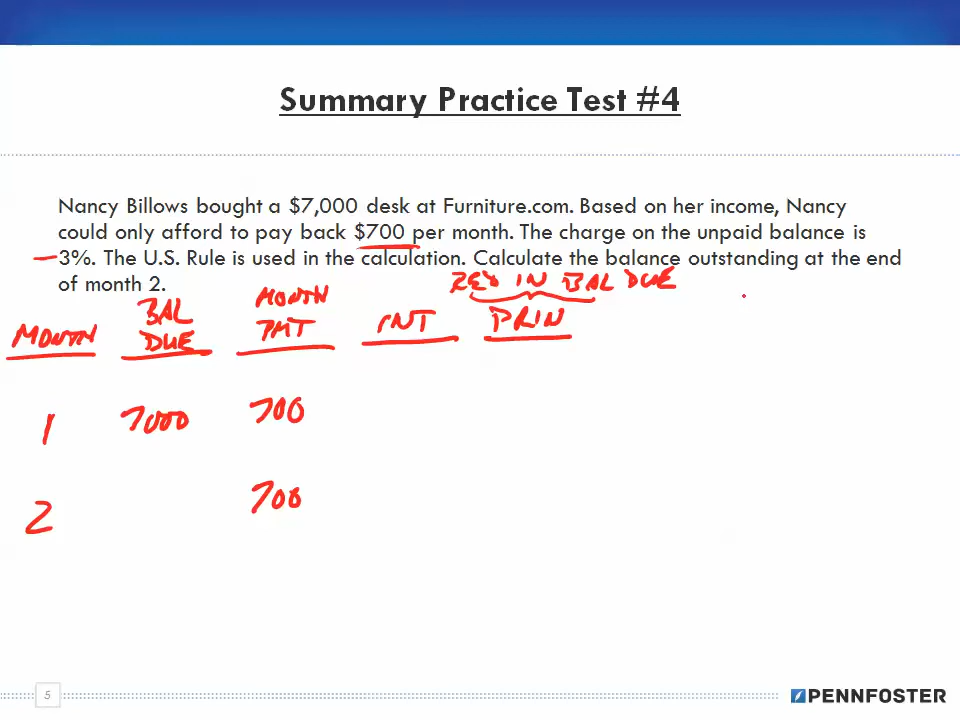 Summary Practice Test #4
Nancy Billows bought a $7,000 desk at Furniture.com. Based on her income, Nancy
could only afford to pay back $700 per month. The charge on the unpaid balance is
3%. The U.S. Rule is used in the calculation. Calculate the balance outstanding at the end
of month 2.
RED IN BAL DUE
MONTH BAL DUE MONTH PMT INT PRIN
1 7000 700
2 700
5
PENNFOSTER